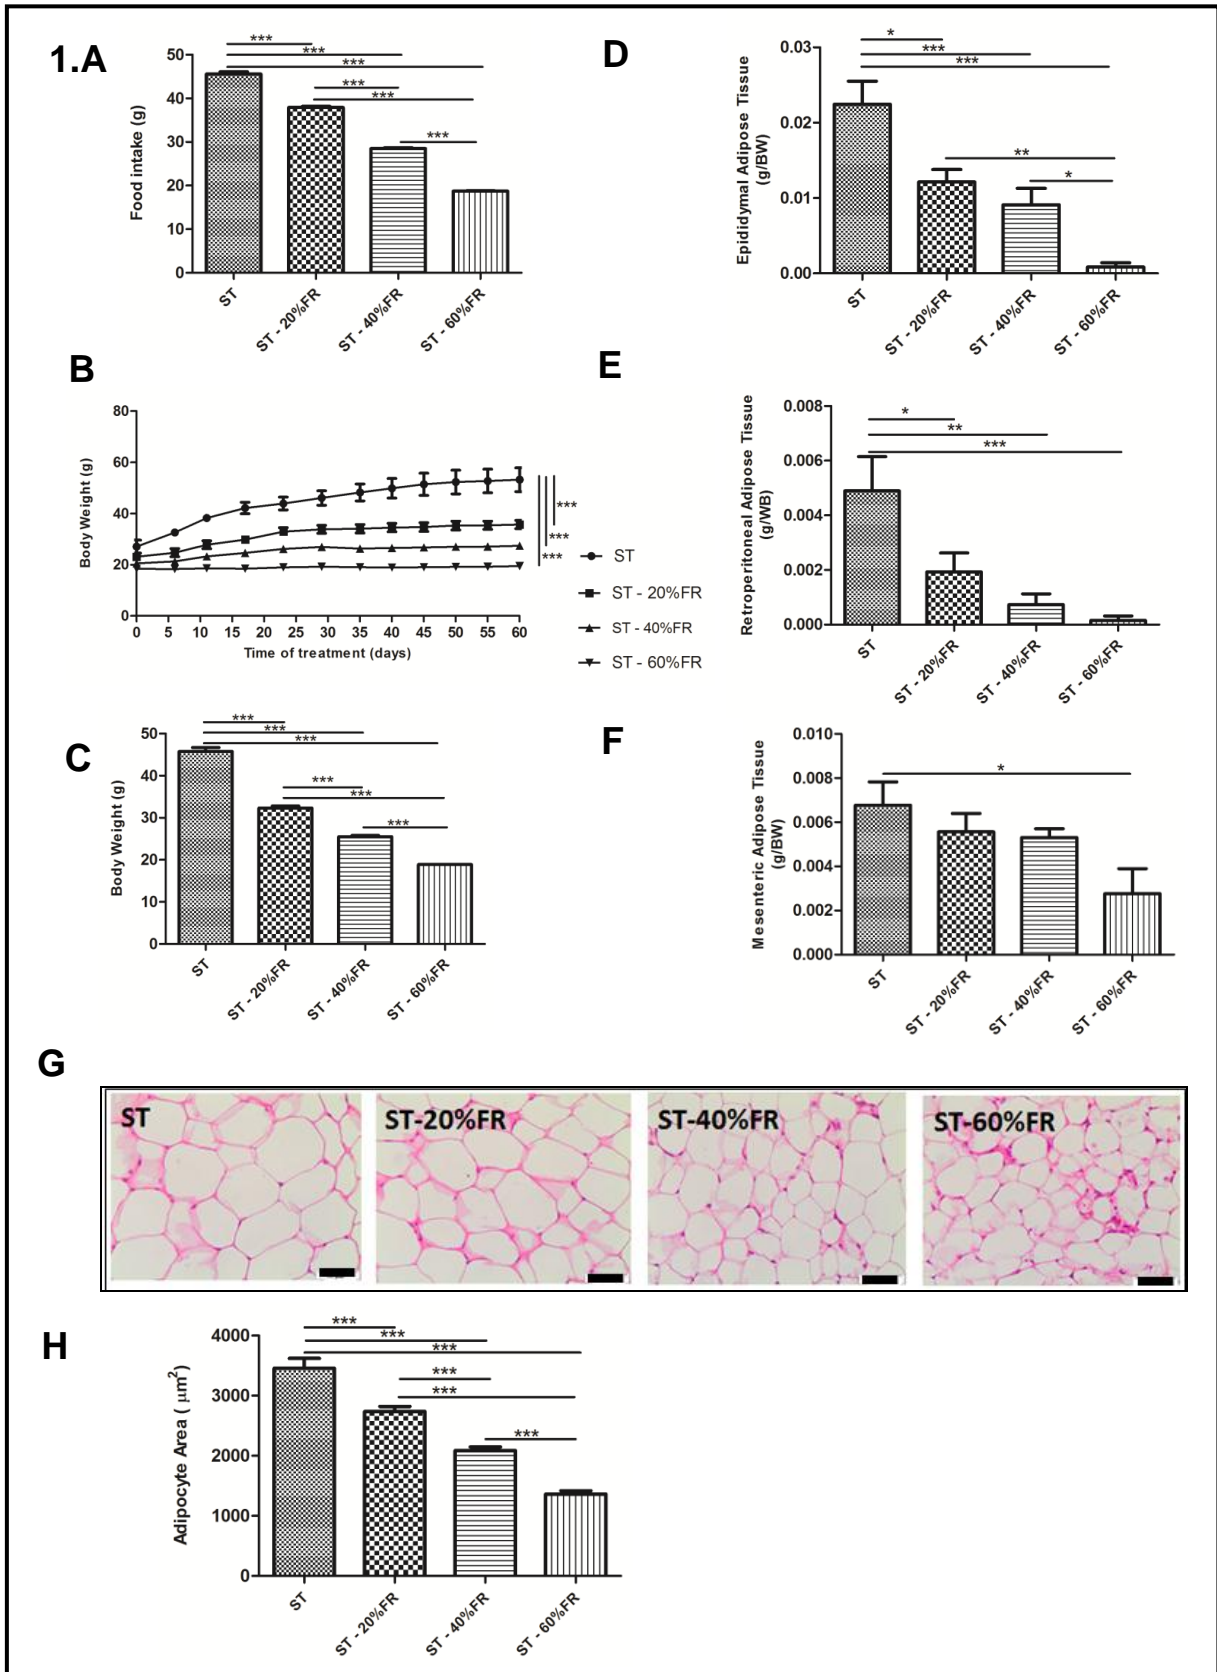 1.A
***
***
***
***
***
***
50
40
30
20
10
0
Food intake (g)
ST
ST - 20%FR
ST - 40%FR
ST - 60%FR
B
80
60
40
20
0
Body Weight (g)
0 5 10 15 20 25 30 35 40 45 50 55 60
Time of treatment (days)
***
***
***
ST
ST - 20%FR
ST - 40%FR
ST - 60%FR
C
***
***
***
***
***
***
50
40
30
20
10
0
Body Weight (g)
ST
ST - 20%FR
ST - 40%FR
ST - 60%FR
D
*
***
***
**
*
0.03
0.02
0.01
0.00
Epididymal Adipose Tissue
(g/BW)
ST
ST - 20%FR
ST - 40%FR
ST - 60%FR
E
*
**
***
0.008
0.006
0.004
0.002
0.000
Retroperitoneal Adipose Tissue
(g/WB)
ST
ST - 20%FR
ST - 40%FR
ST - 60%FR
F
*
0.010
0.008
0.006
0.004
0.002
0.000
Mesenteric Adipose Tissue
(g/BW)
ST
ST - 20%FR
ST - 40%FR
ST - 60%FR
G
ST
ST-20%FR
ST-40%FR
ST-60%FR
H
***
***
***
***
***
***
4000
3000
2000
1000
0
Adipocyte Area ( μm²)
ST
ST - 20%FR
ST - 40%FR
ST - 60%FR